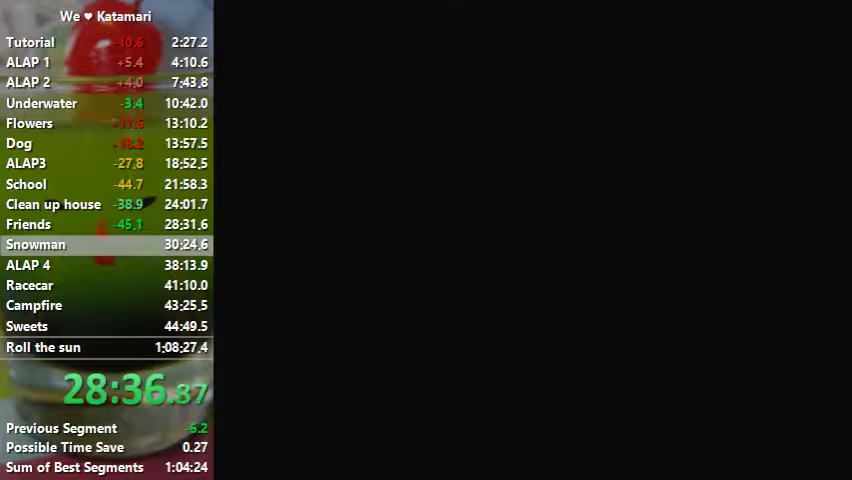 We ♥ Katamari
Tutorial -10.6 2:27.2
ALAP 1 +5.4 4:10.6
ALAP 2 +4.0 7:43.8
Underwater -3.4 10:42.0
Flowers +17.6 13:10.2
Dog +18.2 13:57.5
ALAP3 -27.8 18:52.5
School -44.7 21:58.3
Clean up house -38.9 24:01.7
Friends -45.1 28:31.6
Snowman 30:24.6
ALAP 4 38:13.9
Racecar 41:10.0
Campfire 43:25.5
Sweets 44:49.5
Roll the sun 1:08:27.4
28:36.87
Previous Segment -6.2
Possible Time Save 0.27
Sum of Best Segments 1:04:24